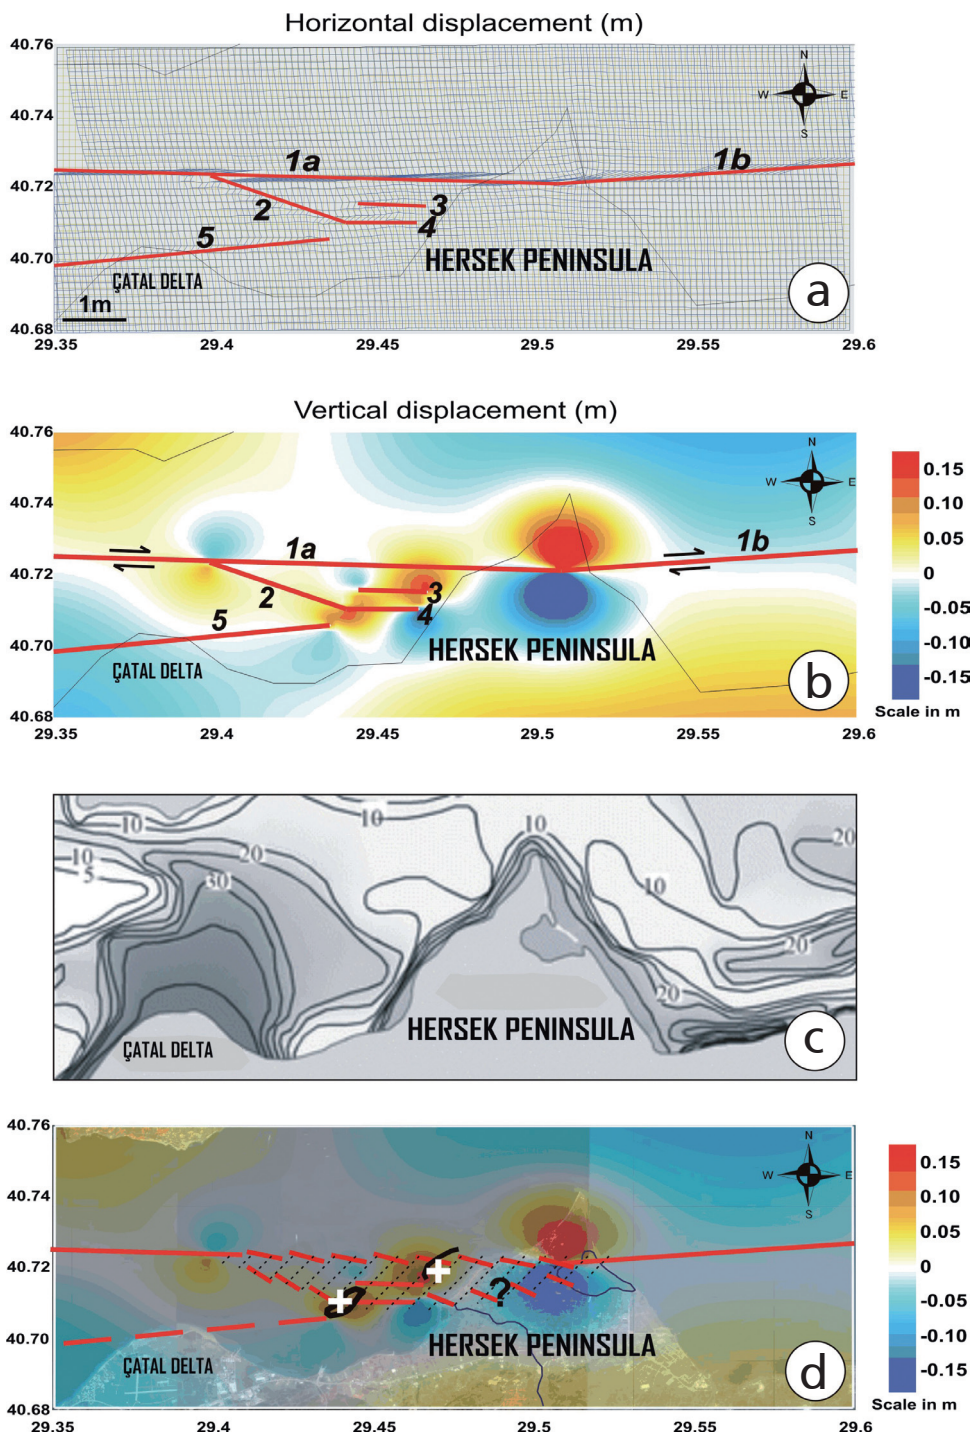 Horizontal displacement (m)
40.76
N
W E
S
40.74
1a 1b
40.72
2 3
4
5
40.70
HERSEK PENINSULA
ÇATAL DELTA
1m
a
40.68
29.35 29.4 29.45 29.5 29.55 29.6
Vertical displacement (m)
40.76
N
W E
S
0.15
40.74
0.10
1a 1b
0.05
40.72
0
2 3
4
5
-0.05
40.70
HERSEK PENINSULA
-0.10
ÇATAL DELTA
b
-0.15
40.68
Scale in m
29.35 29.4 29.45 29.5 29.55 29.6
10 10 10 20
10 20
5 30 10
20
20
HERSEK PENINSULA
ÇATAL DELTA
c
40.76
N
W E
S
0.15
40.74
0.10
0.05
40.72
0
?
-0.05
40.70
HERSEK PENINSULA
-0.10
ÇATAL DELTA
d
-0.15
40.68
Scale in m
29.35 29.4 29.45 29.5 29.55 29.6